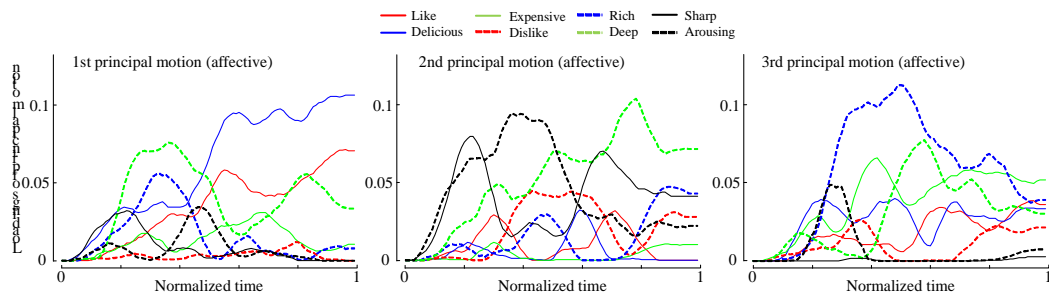 Like Expensive Rich Sharp
Delicious Dislike Deep Arousing
1st principal motion (affective)
0.1
0.05
0
0 1
Normalized time
2nd principal motion (affective)
0.1
0.05
0
0 1
Normalized time
3rd principal motion (affective)
0.1
0.05
0
0 1
Normalized time